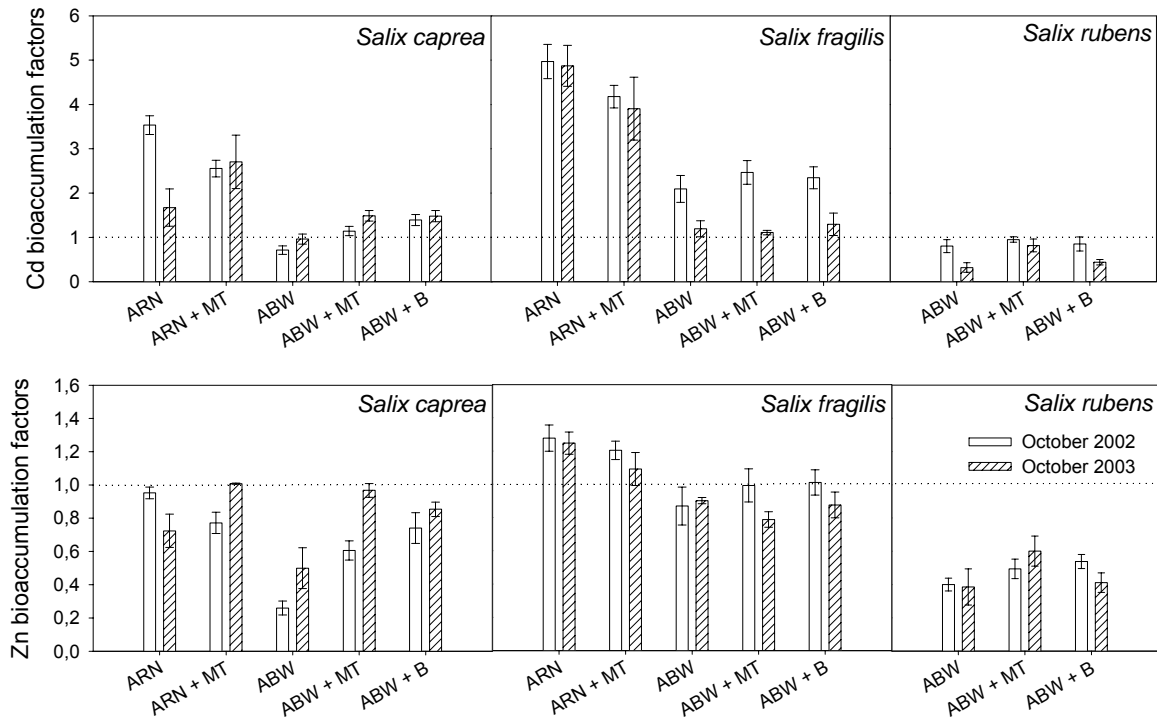 Cd bioaccumulation factors
6
5
4
3
2
1
0
Salix caprea
Salix fragilis
Salix rubens
ARN
ARN + MT
ABW
ABW + MT
ABW + B
ARN
ARN + MT
ABW
ABW + MT
ABW + B
ABW
ABW + MT
ABW + B
Zn bioaccumulation factors
1,6
1,4
1,2
1,0
0,8
0,6
0,4
0,2
0,0
Salix caprea
Salix fragilis
Salix rubens
October 2002
October 2003
ARN
ARN + MT
ABW
ABW + MT
ABW + B
ARN
ARN + MT
ABW
ABW + MT
ABW + B
ABW
ABW + MT
ABW + B